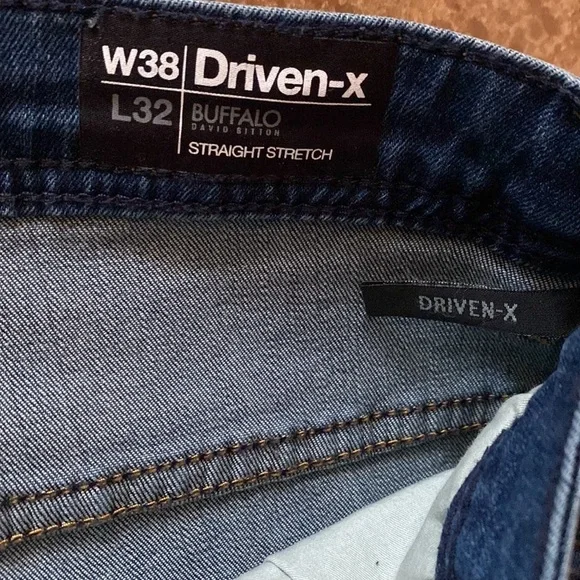 W38 Driven-x
L32 BUFFALO
DAVID BITTON
STRAIGHT STRETCH
DRIVEN-X